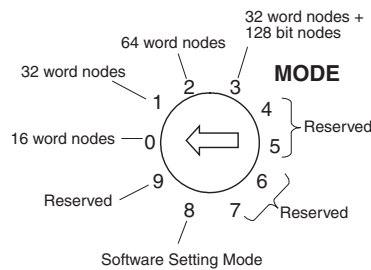 32 word nodes +
128 bit nodes
64 word nodes
MODE
32 word nodes
2
3
1
4
Reserved
16 word nodes
0
5
9
6
Reserved
8
7
Reserved
Software Setting Mode